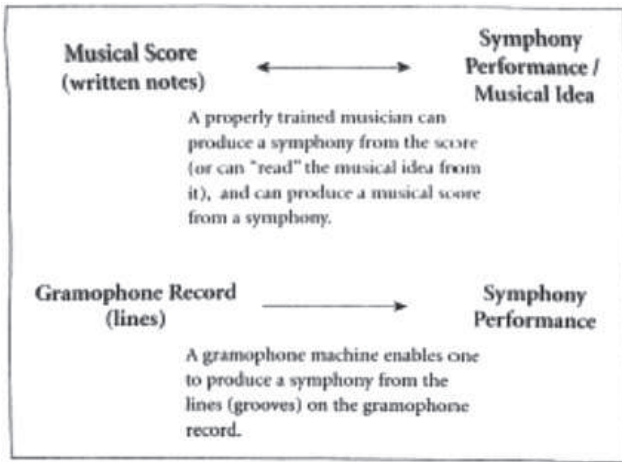 Musical Score
(written notes)
Symphony
Performance /
Musical Idea
A properly trained musician can
produce a symphony from the score
(or can "read" the musical idea from
it), and can produce a musical score
from a symphony.
Gramophone Record
(lines)
Symphony
Performance
A gramophone machine enables one
to produce a symphony from the
lines (grooves) on the gramophone
record.